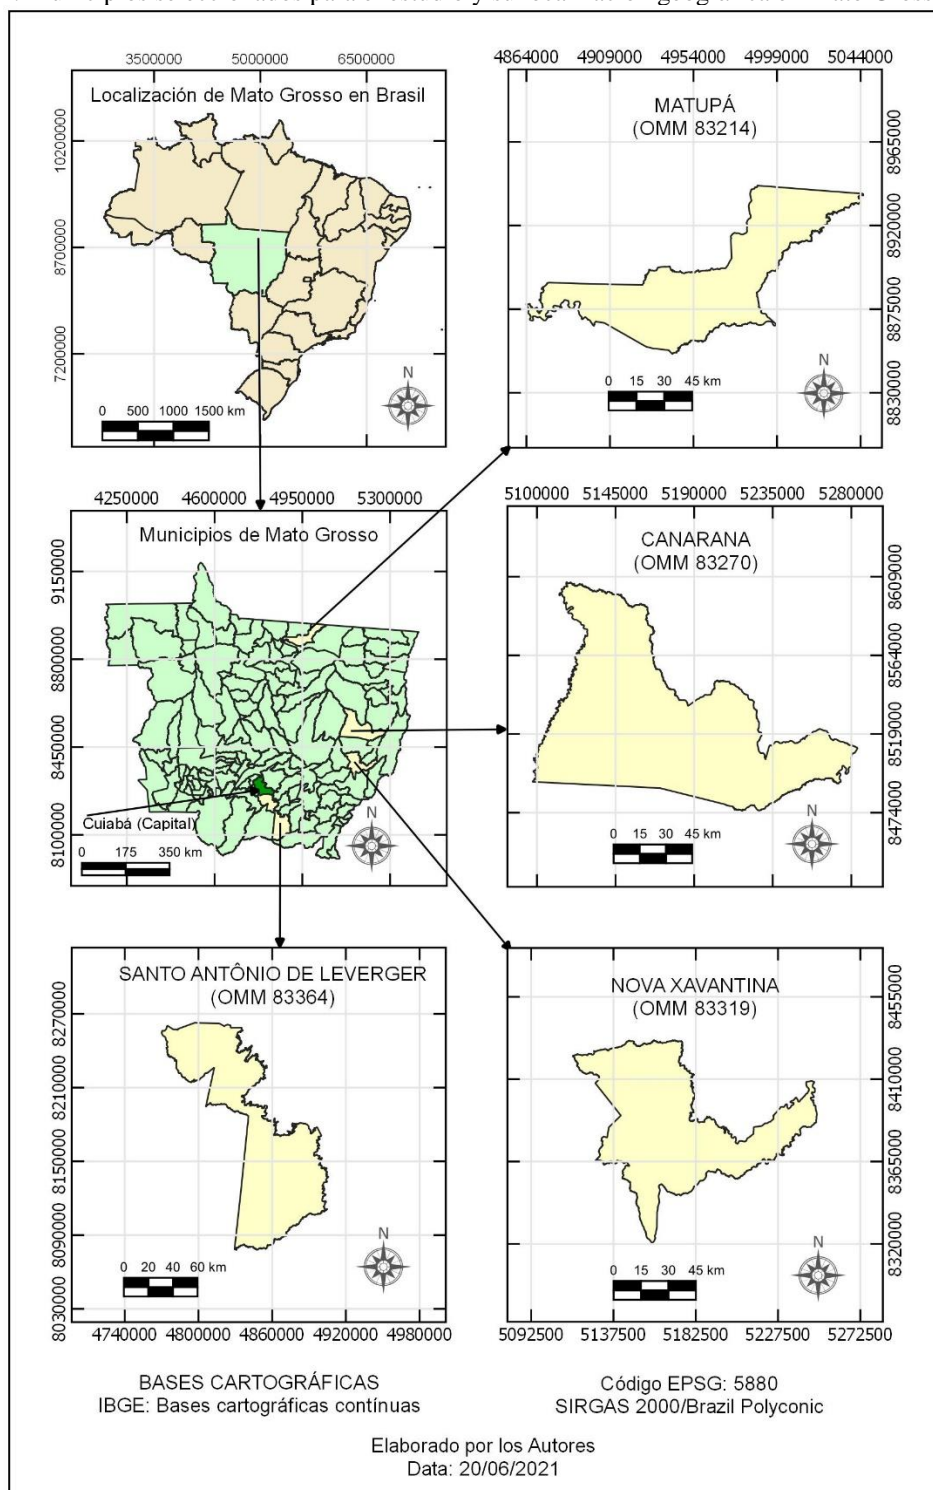 3500000 5000000 6500000
Localización de Mato Grosso en Brasil
10200000
8700000
7200000
N
0 500 1000 1500 km
4864000 4909000 4954000 4999000 5044000
MATUPÁ
(OMM 83214)
8965000
8920000
8875000
8830000
N
0 15 30 45 km
4250000 4600000 4950000 5300000
Municipios de Mato Grosso
9150000
8800000
8450000
8100000
Cuiabá (Capital)
N
0 175 350 km
5100000 5145000 5190000 5235000 5280000
CANARANA
(OMM 83270)
8609000
8564000
8519000
8474000
N
0 15 30 45 km
SANTO ANTÔNIO DE LEVERGER
(OMM 83364)
8270000
8210000
8150000
8090000
8030000
N
0 20 40 60 km
4740000 4800000 4860000 4920000 4980000
NOVA XAVANTINA
(OMM 83319)
8455000
8410000
8365000
8320000
N
0 15 30 45 km
5092500 5137500 5182500 5227500 5272500
BASES CARTOGRÁFICAS
IBGE: Bases cartográficas contínuas
Código EPSG: 5880
SIRGAS 2000/Brazil Polyconic
Elaborado por los Autores
Data: 20/06/2021